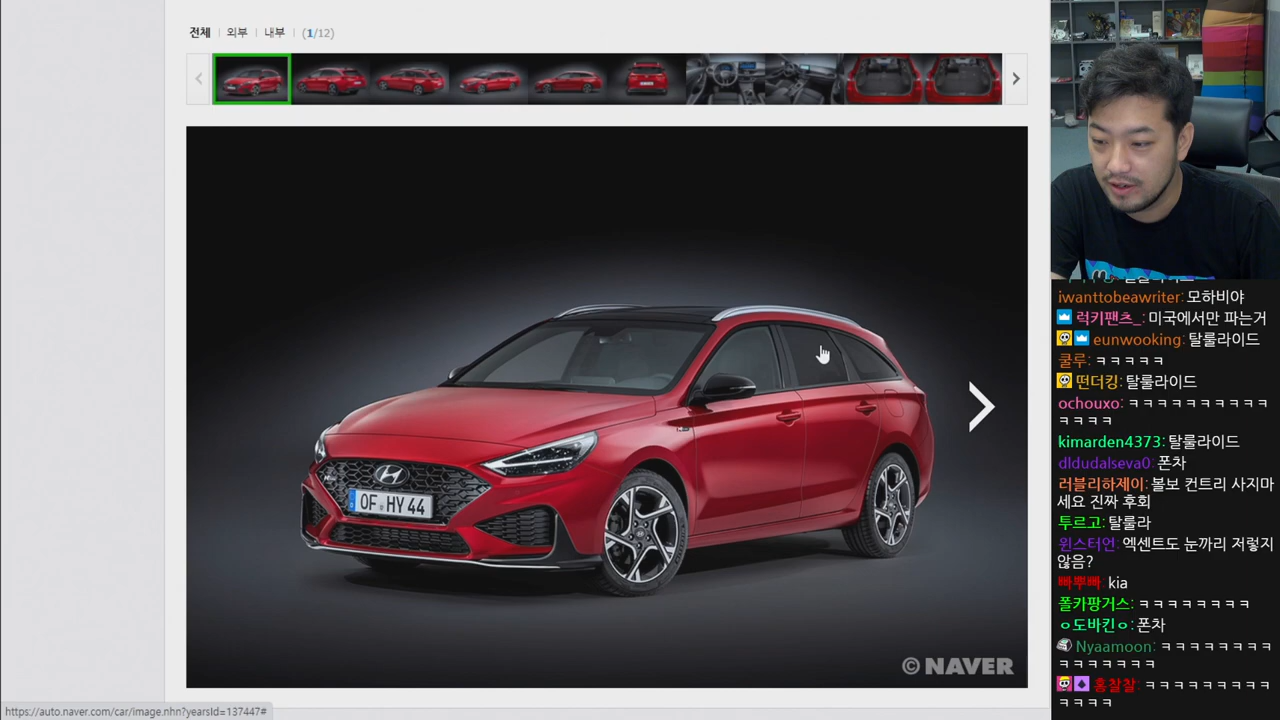 전체 | 외부 | 내부 | (1/12)
OF HY 44
© NAVER
iwanttobeawriter: 모하비야
럭키팬츠_: 미국에서만 파는거
eunwooking: 탈룰라이드
쿨루: ㅋㅋㅋㅋㅋ
떤더킹: 탈룰라이드
ochouxo: ㅋㅋㅋㅋㅋㅋㅋㅋㅋㅋ
ㅋㅋㅋㅋ
kimarden4373: 탈룰라이드
dldudalseva0: 폰차
러블리하제이: 볼보 컨트리 사지마
세요 진짜 후회
투르고: 탈룰라
윈스터언: 엑센트도 눈까리 저렇지
않음?
빠뿌빠: kia
폴카팡거스: ㅋㅋㅋㅋㅋㅋㅋㅋ
ㅇ도바킨ㅇ: 폰차
Nyaamoon: ㅋㅋㅋㅋㅋㅋㅋㅋ
ㅋㅋㅋㅋㅋㅋㅋ
홍찰찰: ㅋㅋㅋㅋㅋㅋㅋㅋㅋ
ㅋㅋㅋㅋ
https://auto.naver.com/car/image.nhn?yearsId=137447#